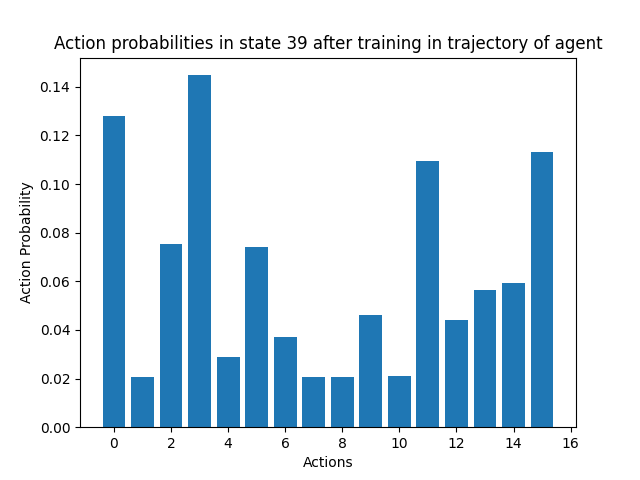 Action probabilities in state 39 after training in trajectory of agent
0.14
0.12
0.10
0.08
0.06
0.04
0.02
0.00
Action Probability
0 2 4 6 8 10 12 14 16
Actions